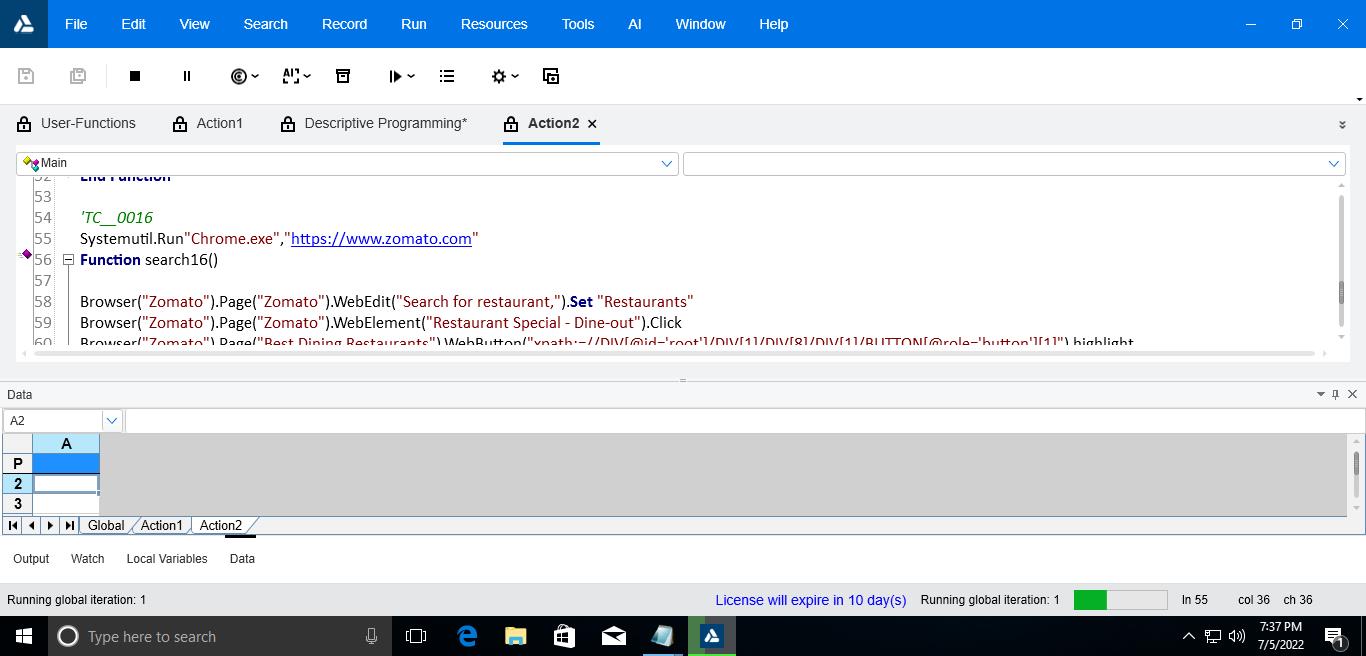 File Edit View Search Record Run Resources Tools AI Window Help
User-Functions Action1 Descriptive Programming* Action2
Main
52 End Function
53
54 'TC__0016
55 Systemutil.Run"Chrome.exe","https://www.zomato.com"
56 Function search16()
57
58 Browser("Zomato").Page("Zomato").WebEdit("Search for restaurant,").Set "Restaurants"
59 Browser("Zomato").Page("Zomato").WebElement("Restaurant Special - Dine-out").Click
60 Browser("Zomato").Page("Best Dining Restaurants").WebButton("xpath:=//DIV[@id='root']/DIV[1]/DIV[8]/DIV[1]/BUTTON[@role='button'][1]").highlight
Data
A2
A
P
2
3
Global Action1 Action2
Output Watch Local Variables Data
Running global iteration: 1 License will expire in 10 day(s) Running global iteration: 1 ln 55 col 36 ch 36
Type here to search 7:37 PM
7/5/2022 1